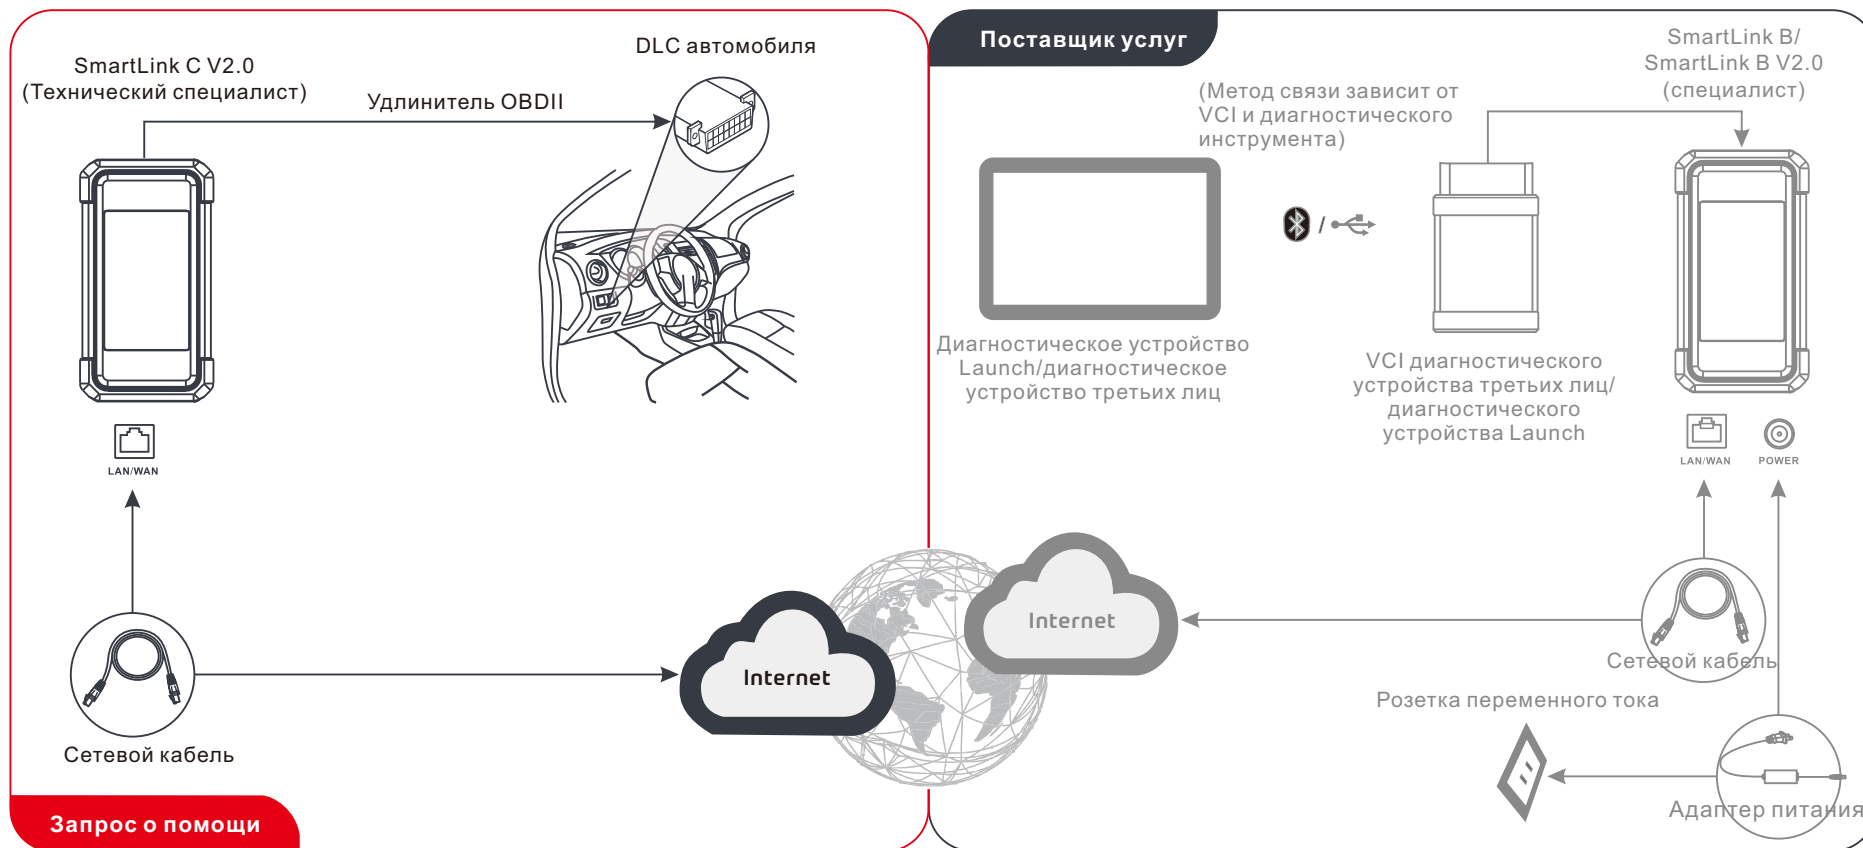 SmartLink C V2.0
(Технический специалист)
Удлинитель OBDII
DLC автомобиля
LAN/WAN
Сетевой кабель
Internet
Запрос о помощи
Поставщик услуг
(Метод связи зависит от
VCI и диагностического
инструмента)
SmartLink B/
SmartLink B V2.0
(специалист)
/
Диагностическое устройство
Launch/диагностическое
устройство третьих лиц
VCI диагностического
устройства третьих лиц/
диагностического
устройства Launch
LAN/WAN
POWER
Internet
Сетевой кабель
Розетка переменного тока
Адаптер питания